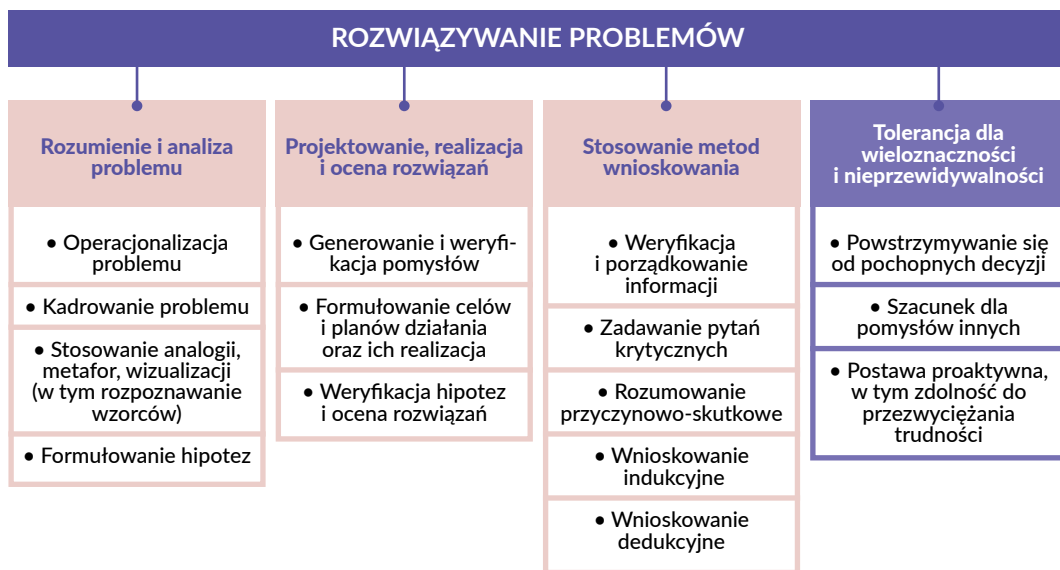 ROZWIĄZYWANIE PROBLEMÓW
Rozumienie i analiza
problemu
• Operacjonalizacja
problemu
• Kadrowanie problemu
• Stosowanie analogii,
metafor, wizualizacji
(w tym rozpoznawanie
wzorców)
• Formułowanie hipotez
Projektowanie, realizacja
i ocena rozwiązań
• Generowanie i weryfi-
kacja pomysłów
• Formułowanie celów
i planów działania
oraz ich realizacja
• Weryfikacja hipotez
i ocena rozwiązań
Stosowanie metod
wnioskowania
• Weryfikacja
i porządkowanie
informacji
• Zadawanie pytań
krytycznych
• Rozumowanie
przyczynowo-skutkowe
• Wnioskowanie
indukcyjne
• Wnioskowanie
dedukcyjne
Tolerancja dla
wieloznaczności
i nieprzewidywalności
• Powstrzymywanie się
od pochopnych decyzji
• Szacunek dla
pomysłów innych
• Postawa proaktywna,
w tym zdolność do
przezwyciężania
trudności